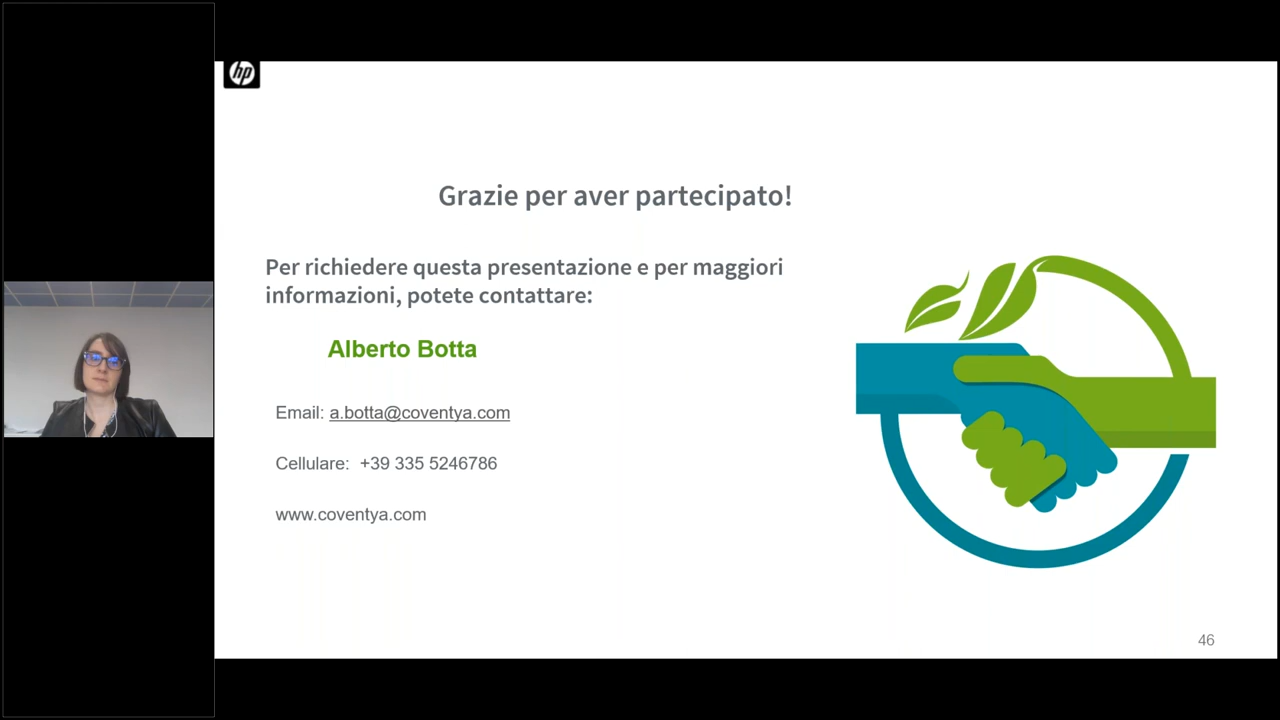 hp
Grazie per aver partecipato!
Per richiedere questa presentazione e per maggiori
informazioni, potete contattare:
Alberto Botta
Email: a.botta@coventya.com
Cellulare: +39 335 5246786
www.coventya.com
46